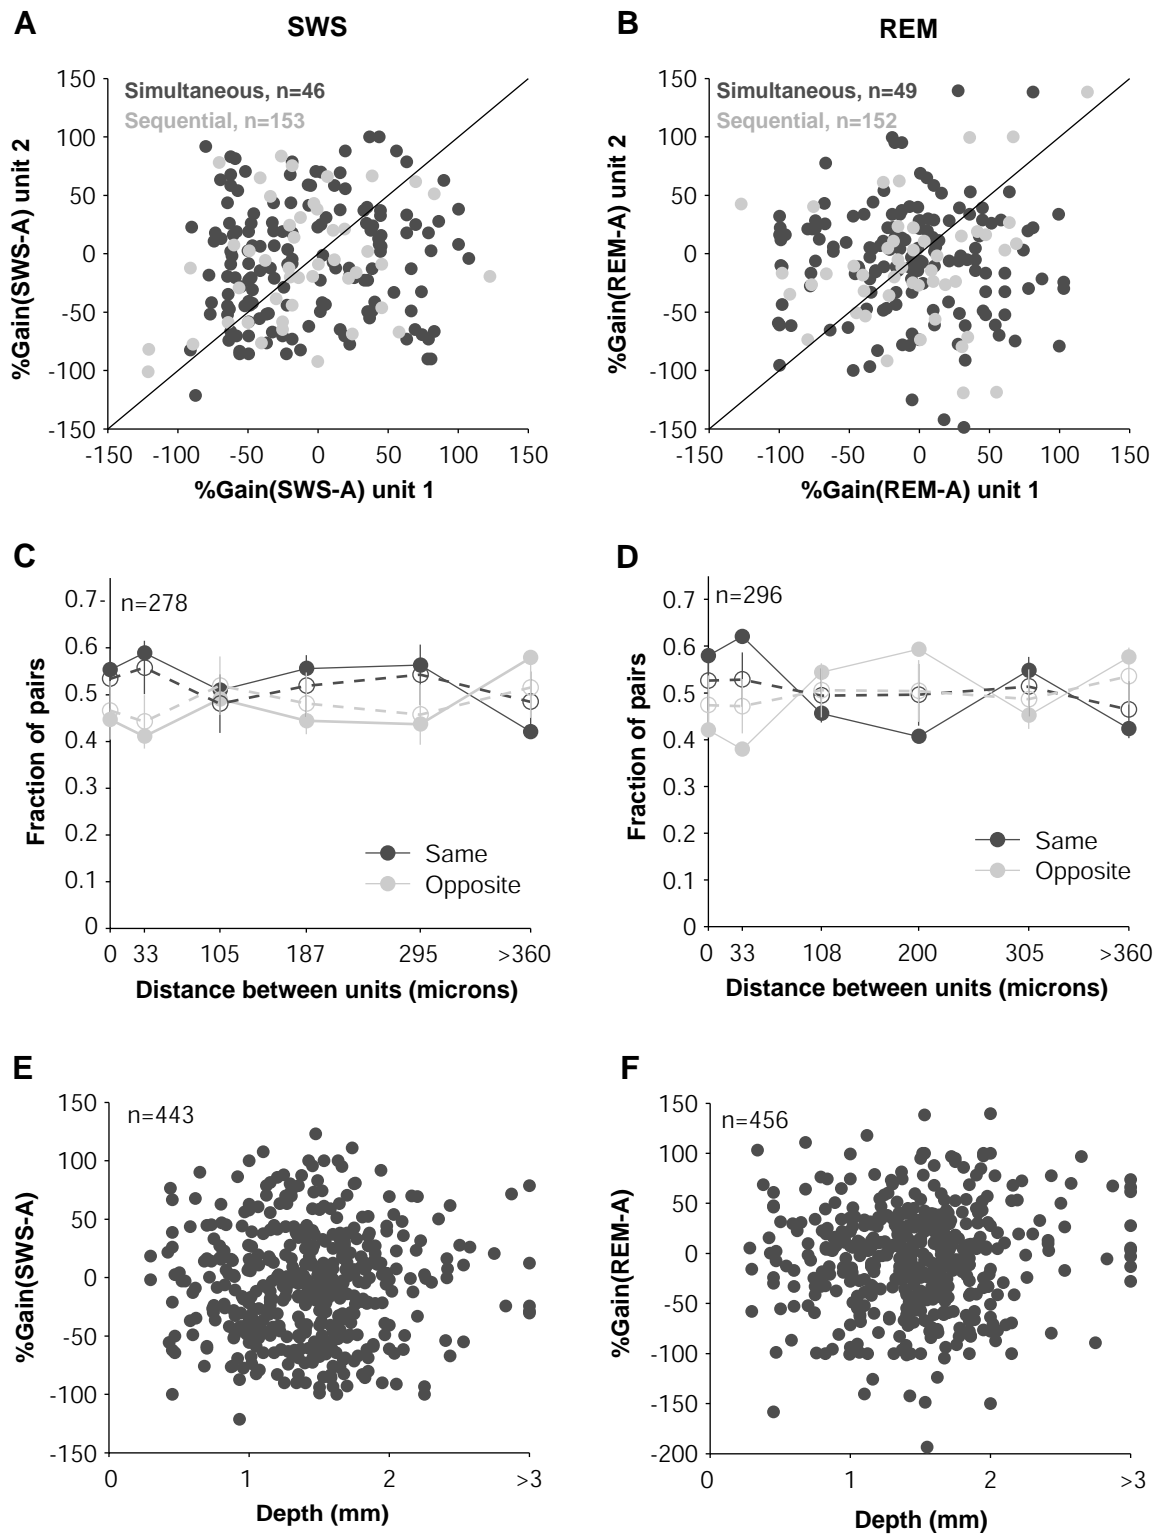 A
SWS
B
REM
150
100
50
0
-50
-100
-150
Simultaneous, n=46
Sequential, n=153
%Gain(SWS-A) unit 2
-150 -100 -50 0 50 100 150
%Gain(SWS-A) unit 1
150
100
50
0
-50
-100
-150
Simultaneous, n=49
Sequential, n=152
%Gain(REM-A) unit 2
-150 -100 -50 0 50 100 150
%Gain(REM-A) unit 1
C
0.7
0.6
0.5
0.4
0.3
0.2
0.1
0
n=278
Fraction of pairs
Same
Opposite
0 33 105 187 295 >360
Distance between units (microns)
D
0.7
0.6
0.5
0.4
0.3
0.2
0.1
0
n=296
Fraction of pairs
Same
Opposite
0 33 108 200 305 >360
Distance between units (microns)
E
150
100
50
0
-50
-100
-150
n=443
%Gain(SWS-A)
0 1 2 >3
Depth (mm)
F
150
100
50
0
-50
-100
-150
-200
n=456
%Gain(REM-A)
0 1 2 >3
Depth (mm)